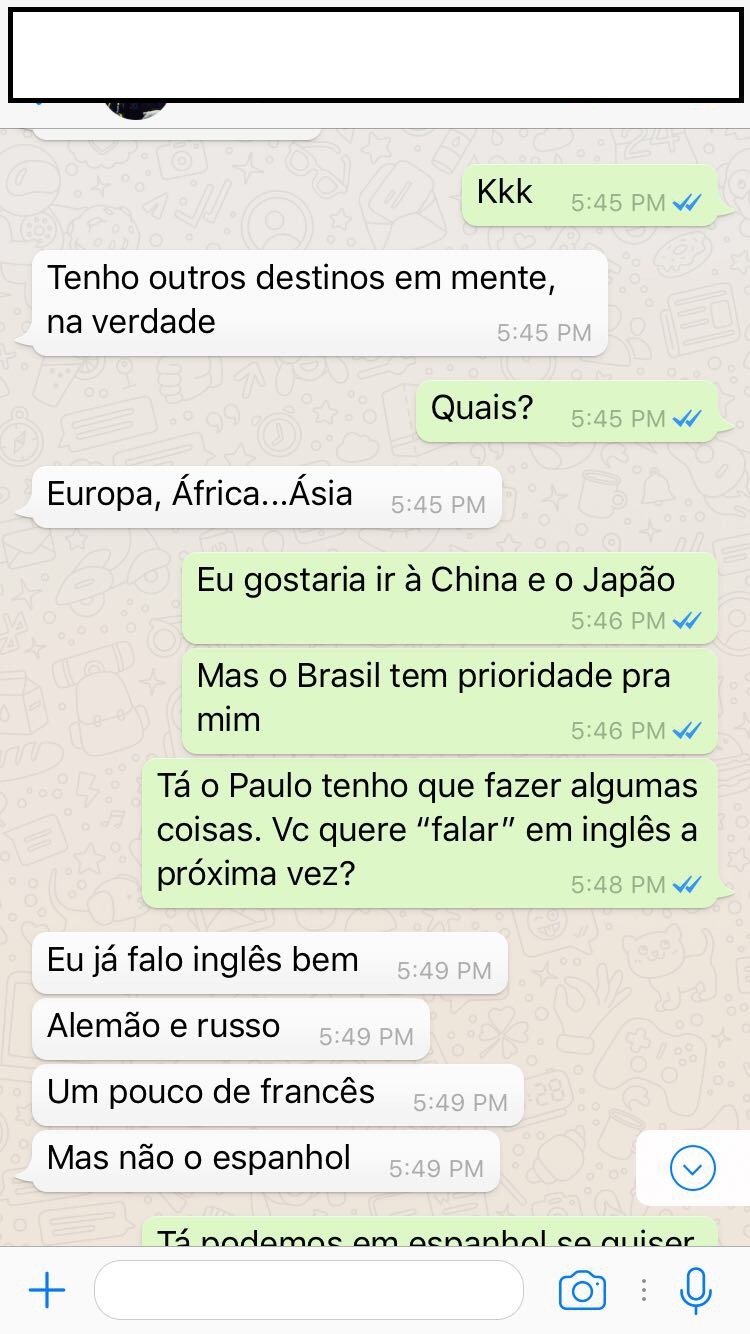 Kkk 5:45 PM
Tenho outros destinos em mente,
na verdade 5:45 PM
Quais? 5:45 PM
Europa, África...Ásia 5:45 PM
Eu gostaria ir à China e o Japão
5:46 PM
Mas o Brasil tem prioridade pra
mim 5:46 PM
Tá o Paulo tenho que fazer algumas
coisas. Vc quere “falar” em inglês a
próxima vez? 5:48 PM
Eu já falo inglês bem 5:49 PM
Alemão e russo 5:49 PM
Um pouco de francês 5:49 PM
Mas não o espanhol 5:49 PM
Tá podemos em espanhol se quiser